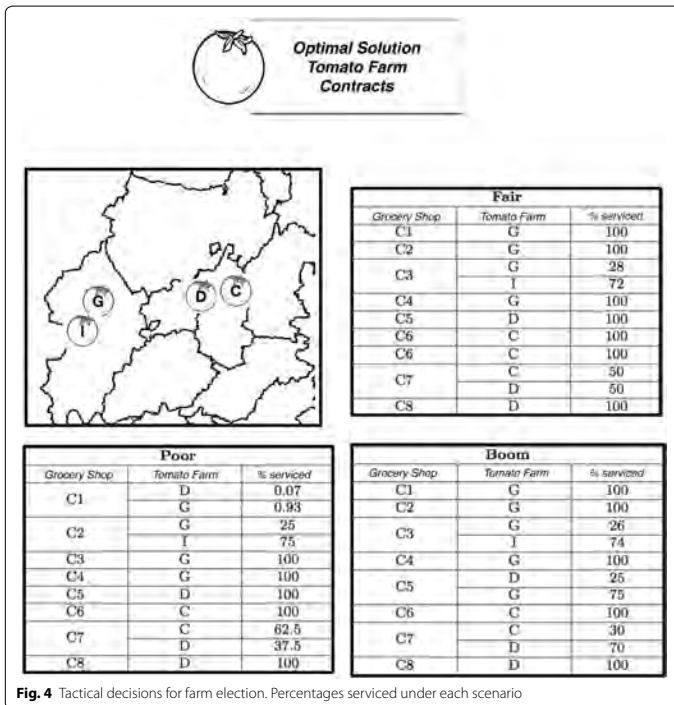 Optimal Solution
Tomato Farm
Contracts
G
I
D
C
Fair
Grocery Shop Tomato Farm % serviced
C1 G 100
C2 G 100
C3 G 28
I 72
C4 G 100
C5 D 100
C6 C 100
C6 C 100
C7 C 50
D 50
C8 D 100
Poor
Grocery Shop Tomato Farm % serviced
C1 D 0.07
G 0.93
C2 G 25
I 75
C3 G 100
C4 G 100
C5 D 100
C6 C 100
C7 C 62.5
D 37.5
C8 D 100
Boom
Grocery Shop Tomato Farm % serviced
C1 G 100
C2 G 100
C3 G 26
I 74
C4 G 100
C5 D 25
G 75
C6 C 100
C7 C 30
D 70
C8 D 100
Fig. 4 Tactical decisions for farm election. Percentages serviced under each scenario